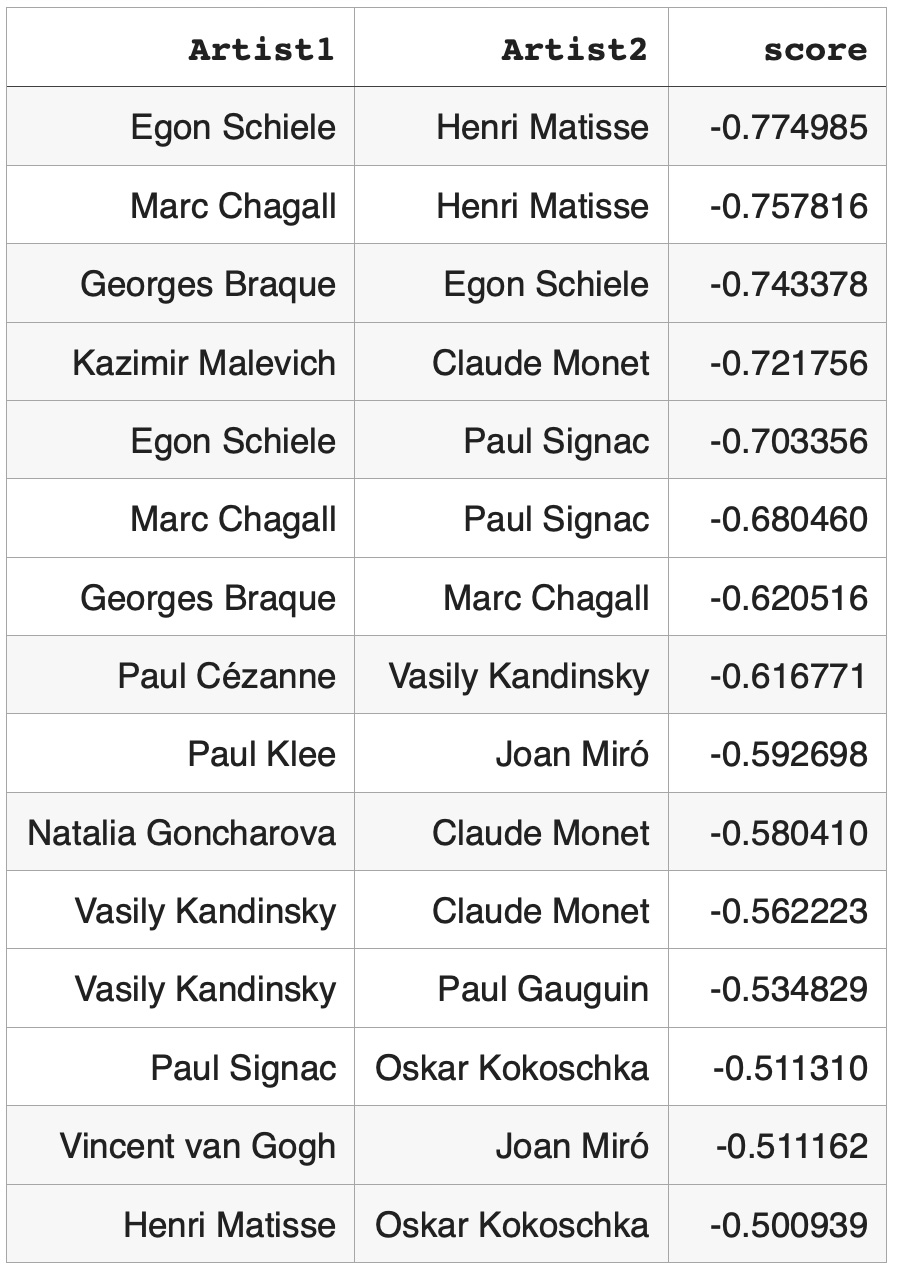 Artist1 Artist2 score
Egon Schiele Henri Matisse -0.774985
Marc Chagall Henri Matisse -0.757816
Georges Braque Egon Schiele -0.743378
Kazimir Malevich Claude Monet -0.721756
Egon Schiele Paul Signac -0.703356
Marc Chagall Paul Signac -0.680460
Georges Braque Marc Chagall -0.620516
Paul Cézanne Vasily Kandinsky -0.616771
Paul Klee Joan Miró -0.592698
Natalia Goncharova Claude Monet -0.580410
Vasily Kandinsky Claude Monet -0.562223
Vasily Kandinsky Paul Gauguin -0.534829
Paul Signac Oskar Kokoschka -0.511310
Vincent van Gogh Joan Miró -0.511162
Henri Matisse Oskar Kokoschka -0.500939